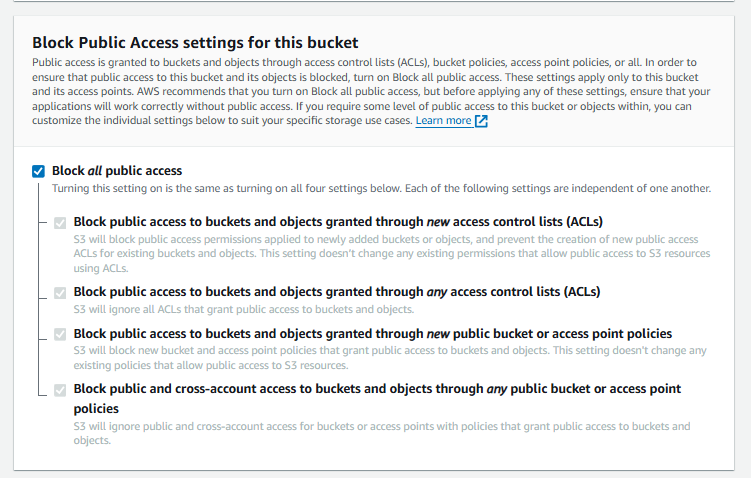 Block Public Access settings for this bucket
Public access is granted to buckets and objects through access control lists (ACLs), bucket policies, access point policies, or all. In order to
ensure that public access to this bucket and its objects is blocked, turn on Block all public access. These settings apply only to this bucket
and its access points. AWS recommends that you turn on Block all public access, but before applying any of these settings, ensure that your
applications will work correctly without public access. If you require some level of public access to this bucket or objects within, you can
customize the individual settings below to suit your specific storage use cases. Learn more
Block all public access
Turning this setting on is the same as turning on all four settings below. Each of the following settings are independent of one another.
Block public access to buckets and objects granted through new access control lists (ACLs)
S3 will block public access permissions applied to newly added buckets or objects, and prevent the creation of new public access
ACLs for existing buckets and objects. This setting doesn't change any existing permissions that allow public access to S3 resources
using ACLs.
Block public access to buckets and objects granted through any access control lists (ACLs)
S3 will ignore all ACLs that grant public access to buckets and objects.
Block public access to buckets and objects granted through new public bucket or access point policies
S3 will block new bucket and access point policies that grant public access to buckets and objects. This setting doesn't change any
existing policies that allow public access to S3 resources.
Block public and cross-account access to buckets and objects through any public bucket or access point
policies
S3 will ignore public and cross-account access for buckets or access points with policies that grant public access to buckets and
objects.